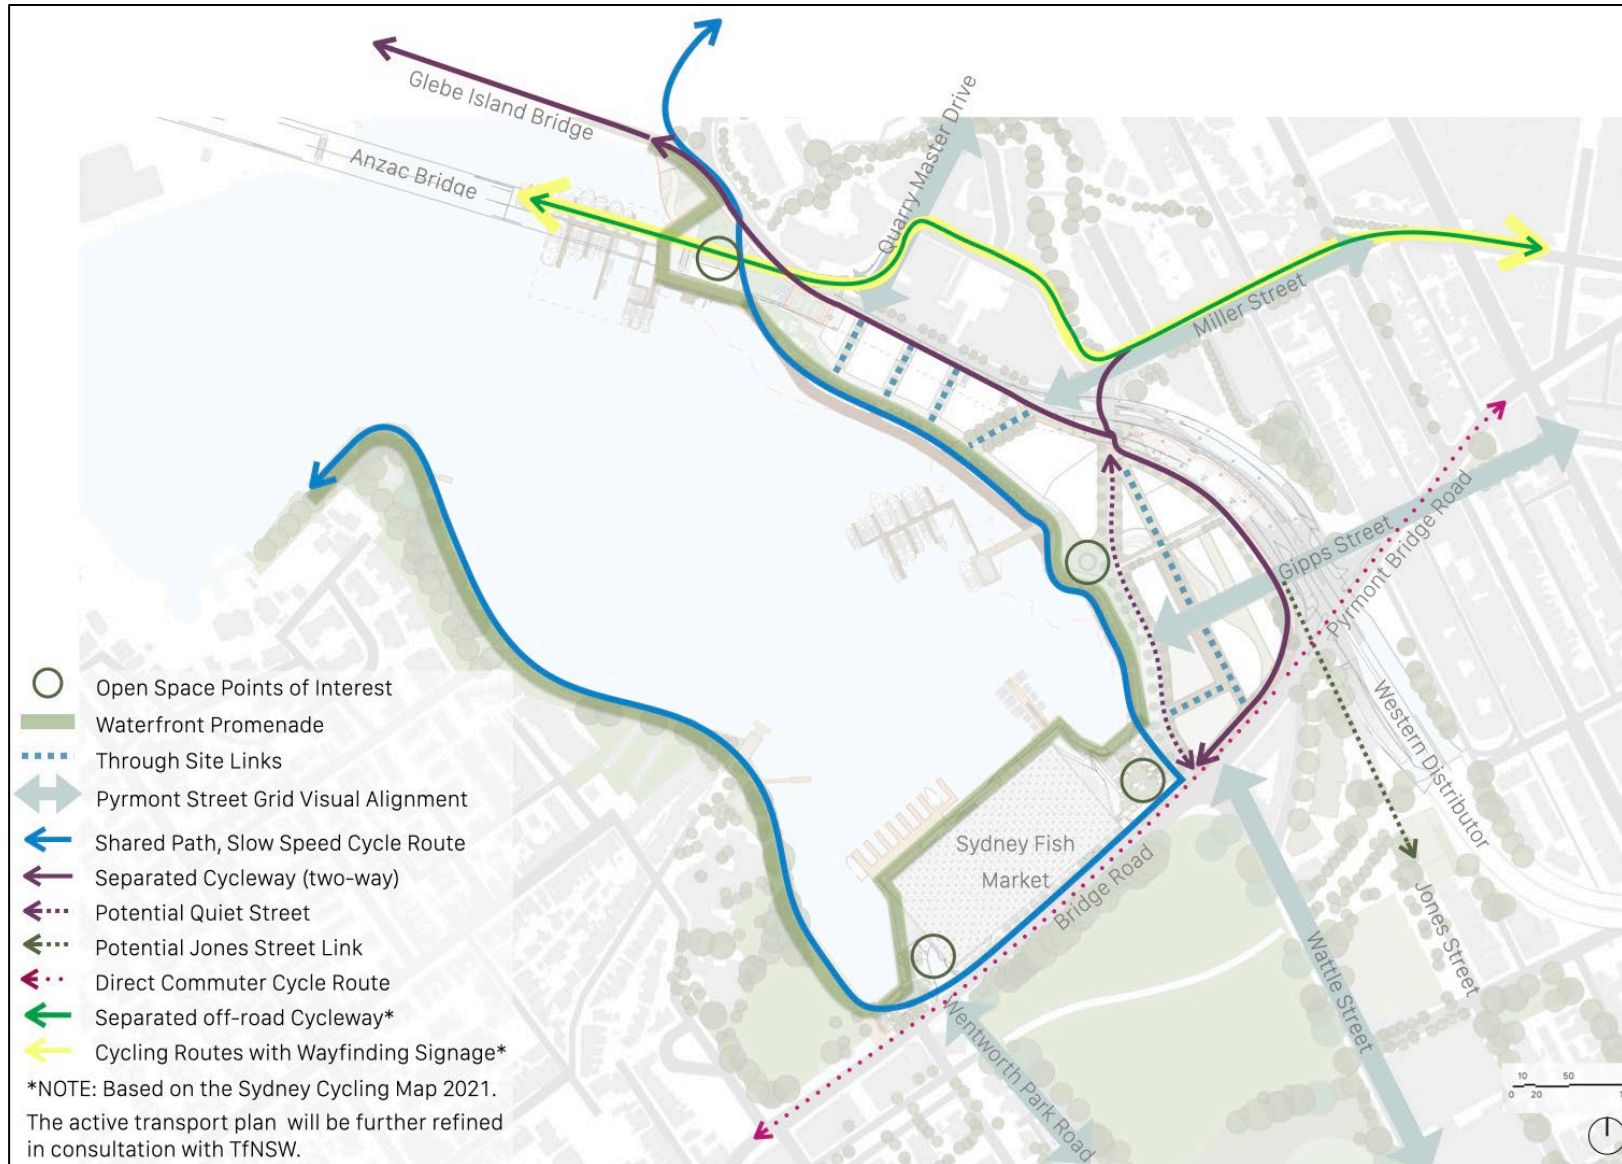 Glebe Island Bridge
Anzac Bridge
Quarry Master Drive
Miller Street
Gipps Street
Pyrmont Bridge Road
Western Distributor
Jones Street
Wattle Street
Sydney Fish
Market
Bridge Road
Wentworth Park Road
Open Space Points of Interest
Waterfront Promenade
Through Site Links
Pyrmont Street Grid Visual Alignment
Shared Path, Slow Speed Cycle Route
Separated Cycleway (two-way)
Potential Quiet Street
Potential Jones Street Link
Direct Commuter Cycle Route
Separated off-road Cycleway*
Cycling Routes with Wayfinding Signage*
*NOTE: Based on the Sydney Cycling Map 2021.
The active transport plan will be further refined
in consultation with TfNSW.
10 50
0 20